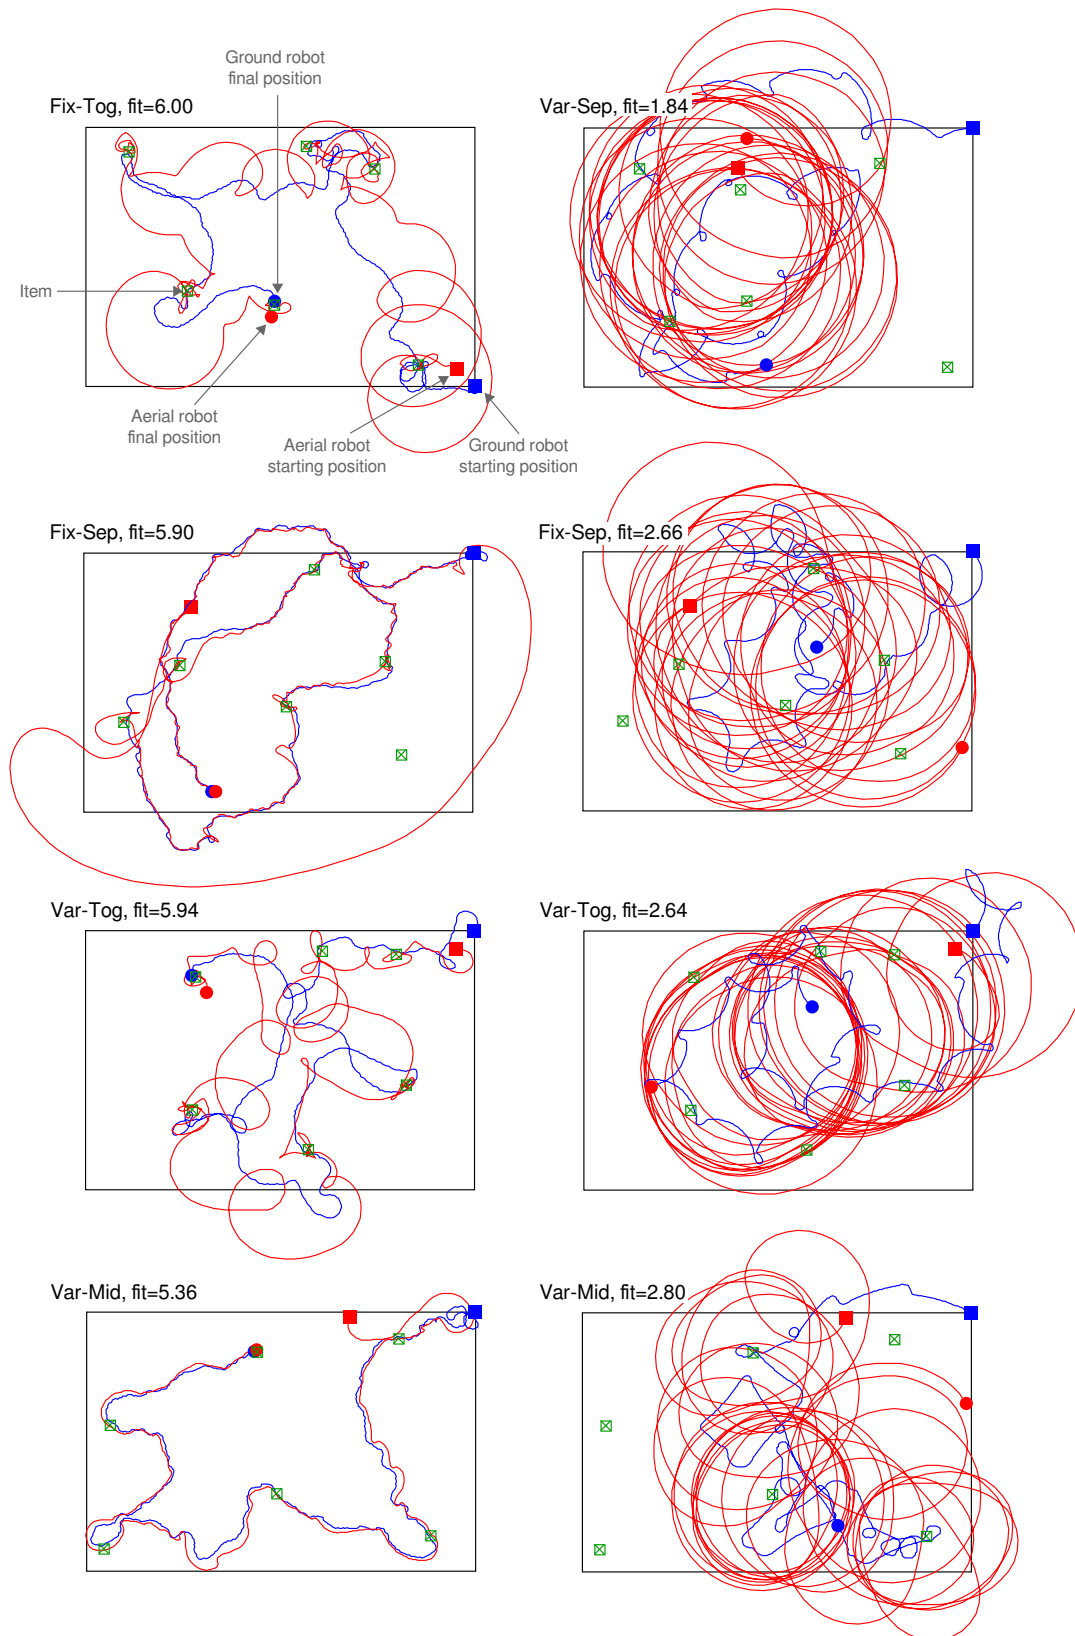 Ground robot
final position
Fix-Tog, fit=6.00
Var-Sep, fit=1.84
Item
Aerial robot
final position
Aerial robot
starting position
Ground robot
starting position
Fix-Sep, fit=5.90
Fix-Sep, fit=2.66
Var-Tog, fit=5.94
Var-Tog, fit=2.64
Var-Mid, fit=5.36
Var-Mid, fit=2.80